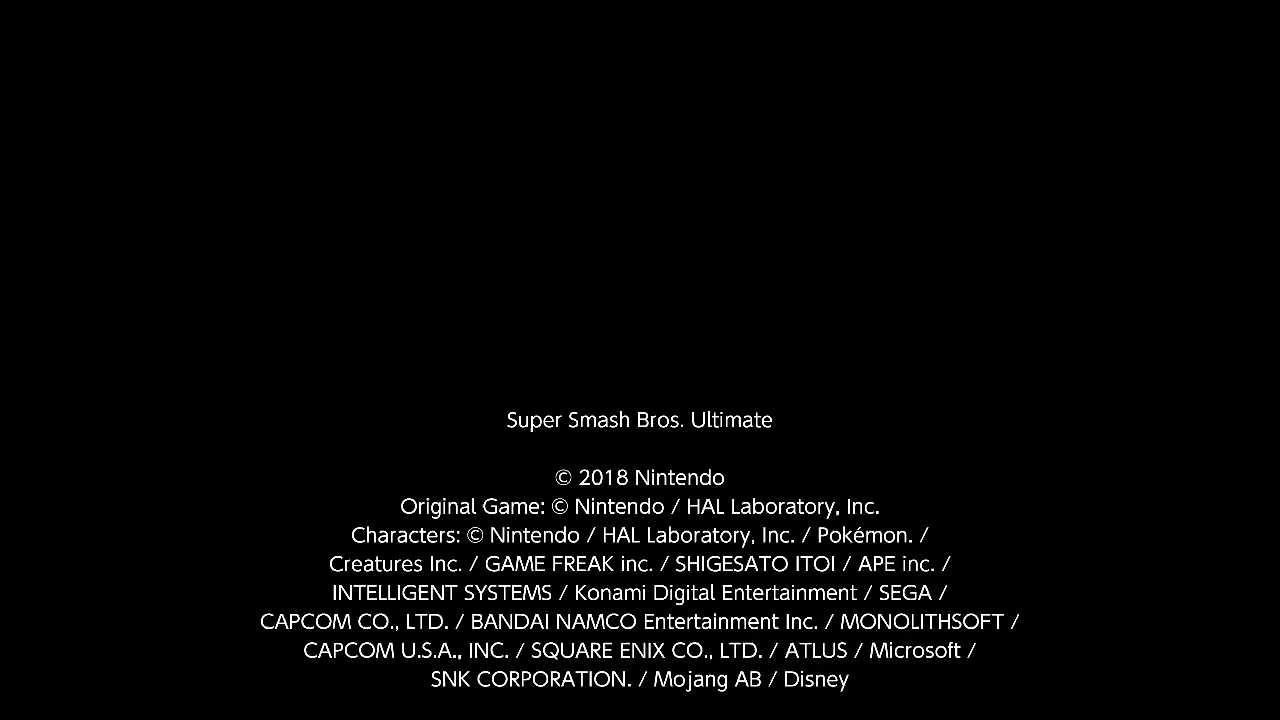 Super Smash Bros. Ultimate
© 2018 Nintendo
Original Game: © Nintendo / HAL Laboratory, Inc.
Characters: © Nintendo / HAL Laboratory, Inc. / Pokémon. /
Creatures Inc. / GAME FREAK inc. / SHIGESATO ITOI / APE inc. /
INTELLIGENT SYSTEMS / Konami Digital Entertainment / SEGA /
CAPCOM CO., LTD. / BANDAI NAMCO Entertainment Inc. / MONOLITHSOFT /
CAPCOM U.S.A., INC. / SQUARE ENIX CO., LTD. / ATLUS / Microsoft /
SNK CORPORATION. / Mojang AB / Disney